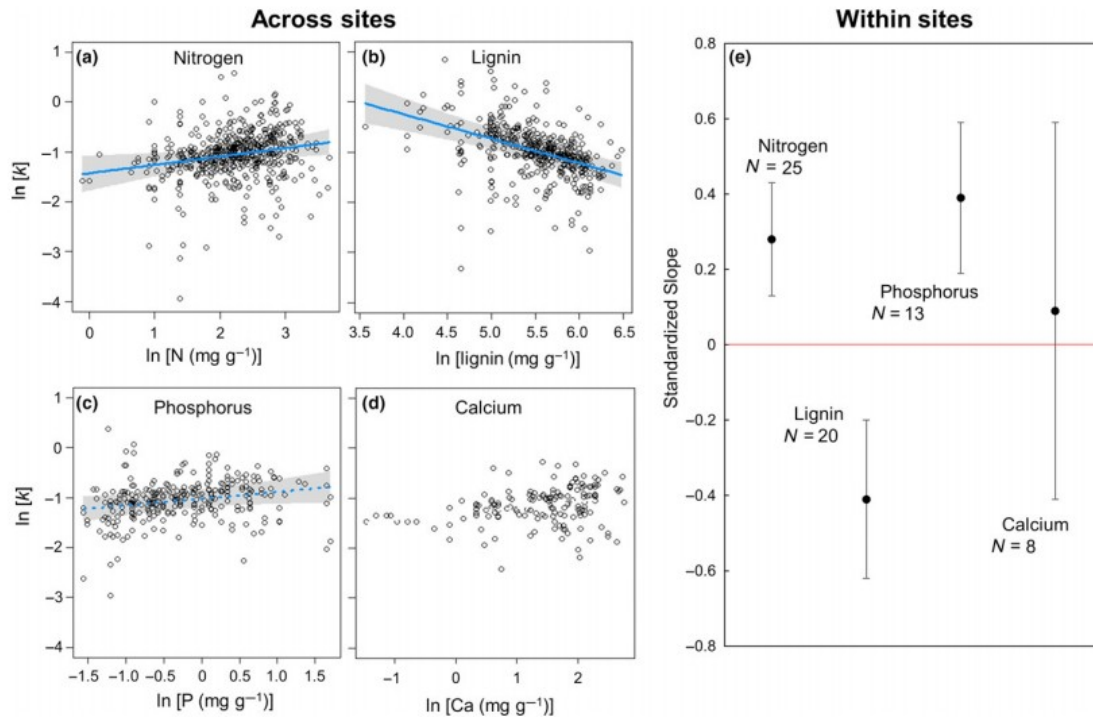 Across sites
Within sites
(a) Nitrogen
(b) Lignin
1
0
–1
–2
–3
–4
ln [k]
0 1 2 3
3.5 4.0 4.5 5.0 5.5 6.0 6.5
ln [N (mg g⁻¹)]
ln [lignin (mg g⁻¹)]
(c) Phosphorus
(d) Calcium
1
0
–1
–2
–3
–4
ln [k]
–1.5 –1.0 –0.5 0 0.5 1.0 1.5
–1 0 1 2
ln [P (mg g⁻¹)]
ln [Ca (mg g⁻¹)]
(e)
0.8
0.6
0.4
0.2
0
–0.2
–0.4
–0.6
–0.8
Standardized Slope
Nitrogen
N = 25
Phosphorus
N = 13
Lignin
N = 20
Calcium
N = 8